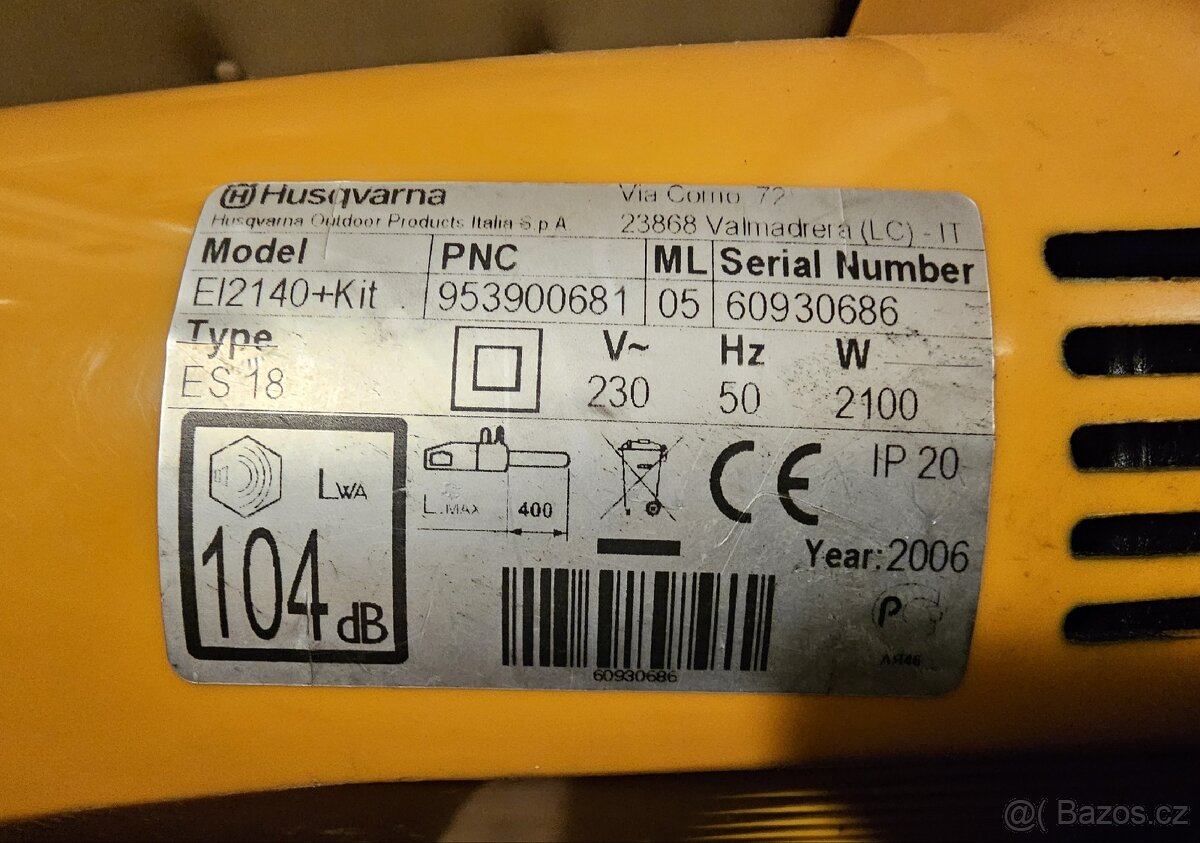 Husqvarna Via Como, 72
Husqvarna Outdoor Products Italia S.p.A 23868 Valmadrera (LC) - IT
Model PNC ML Serial Number
EI2140+Kit 953900681 05 60930686
Type V~ Hz W
ES 18 230 50 2100
LWA
104 dB
L.MAX 400
CE IP 20
Year: 2006
60930686
@( Bazos.cz